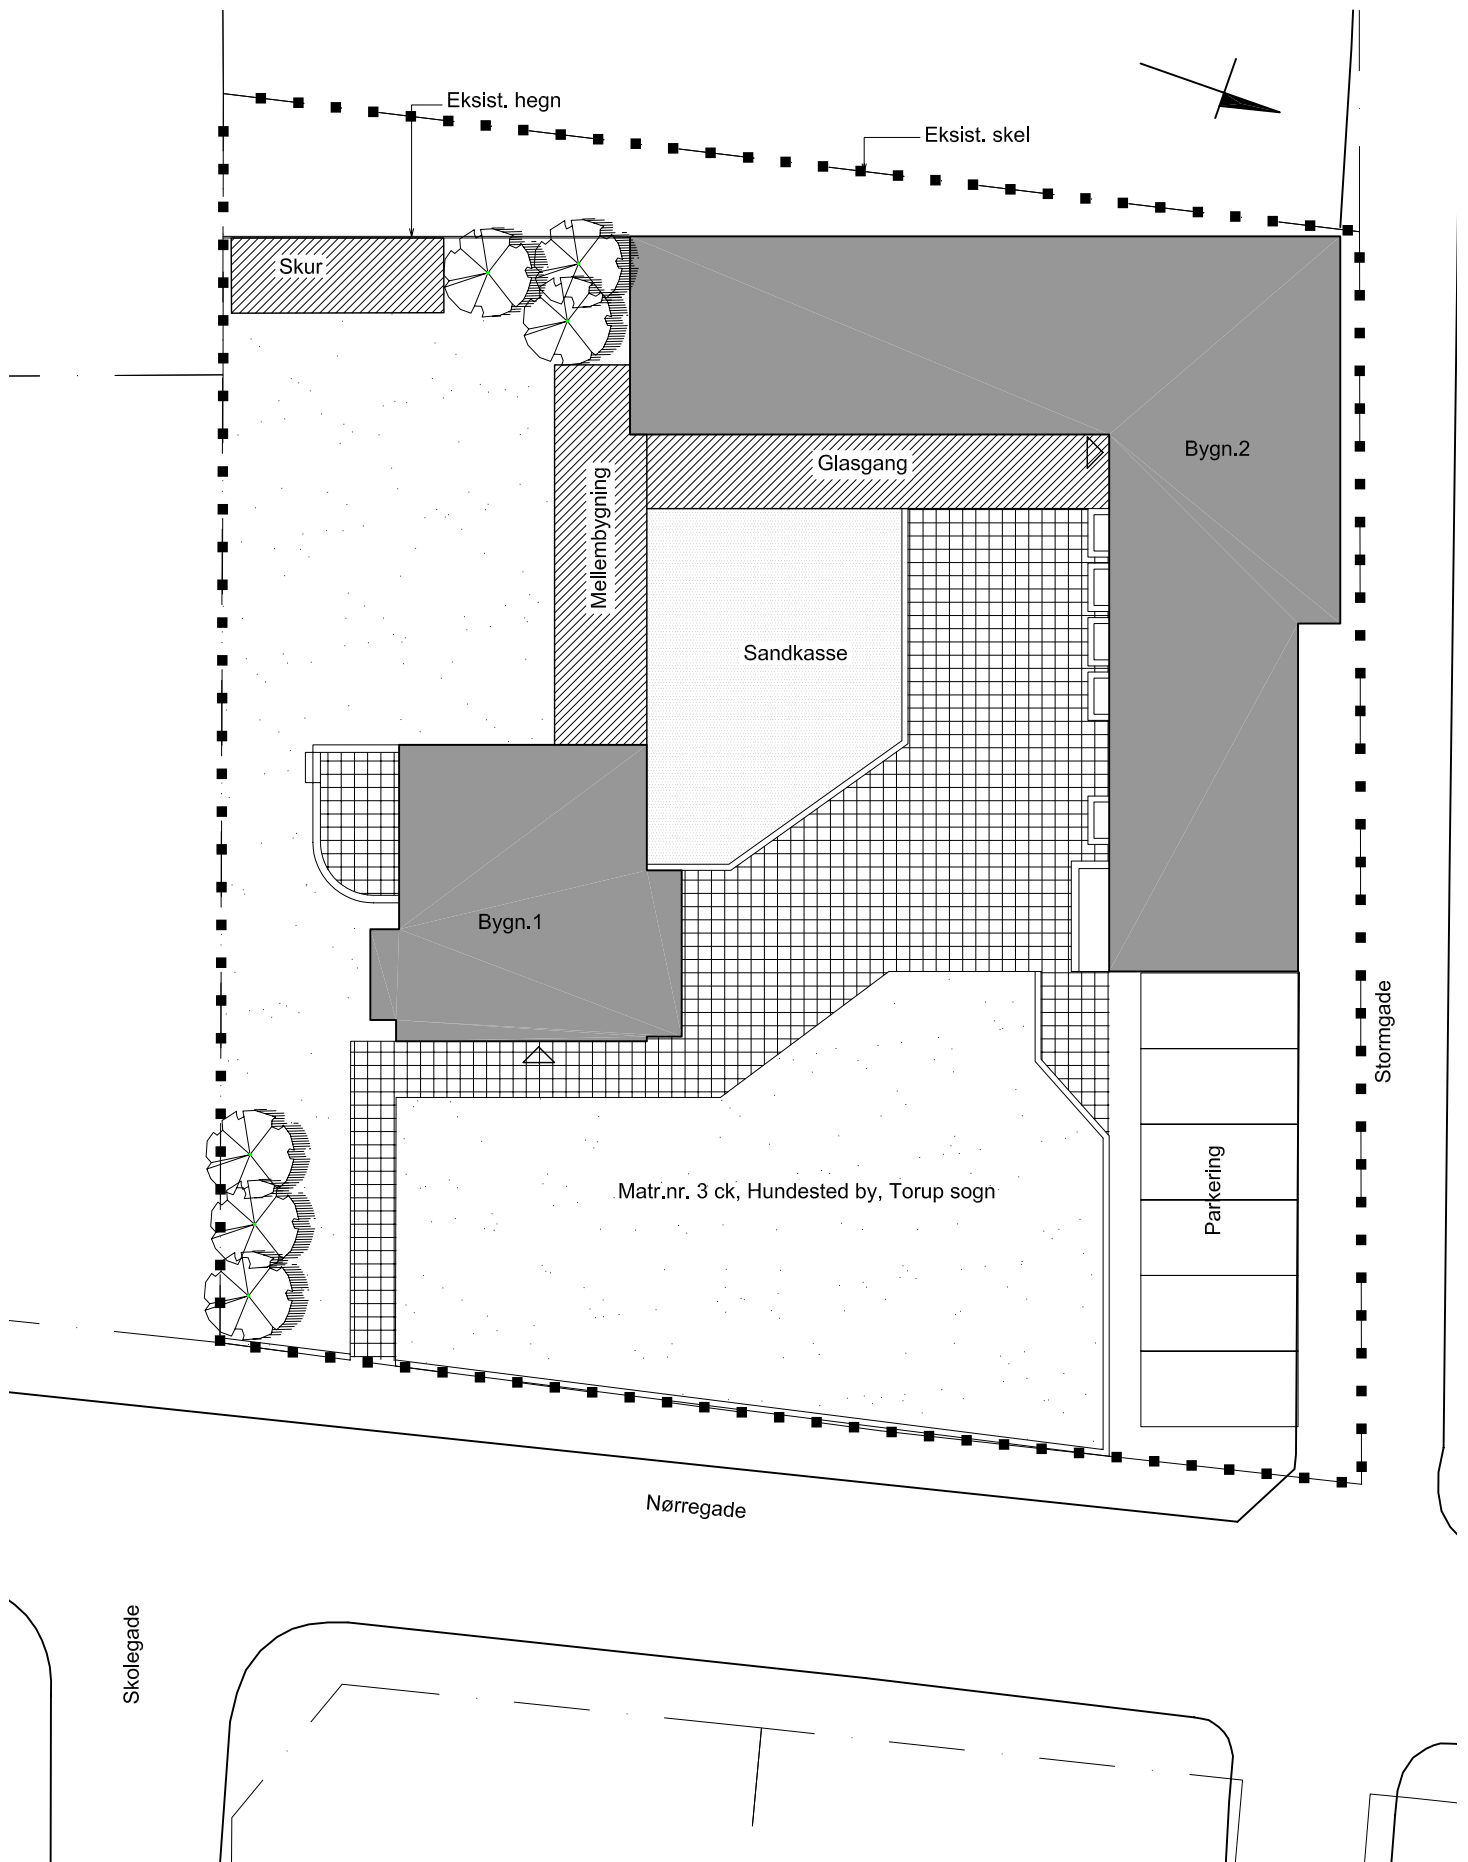 Eksist. hegn
Eksist. skel
Skur
Bygn.2
Glasgang
Mellembygning
Sandkasse
Bygn.1
Stormgade
Parkering
Matr.nr. 3 ck, Hundested by, Torup sogn
Nørregade
Skolegade